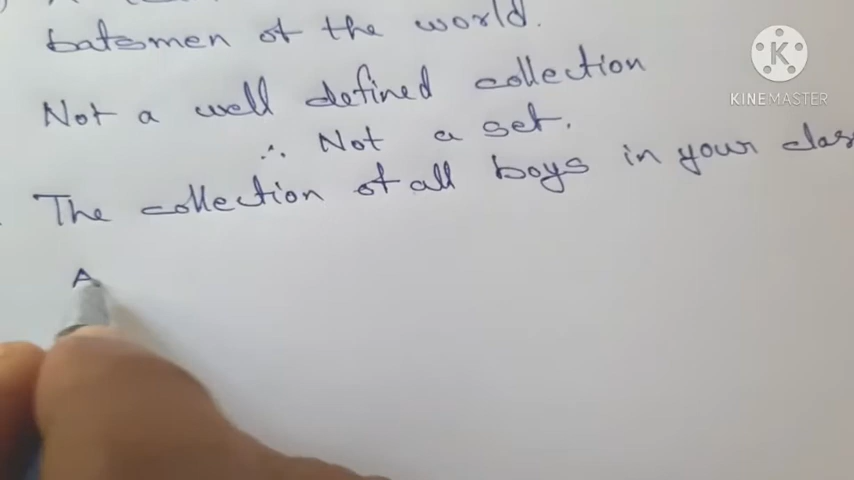 batsmen of the world.
Not a well defined collection
∴ Not a set.
The collection of all boys in your clas
A
KINEMASTER